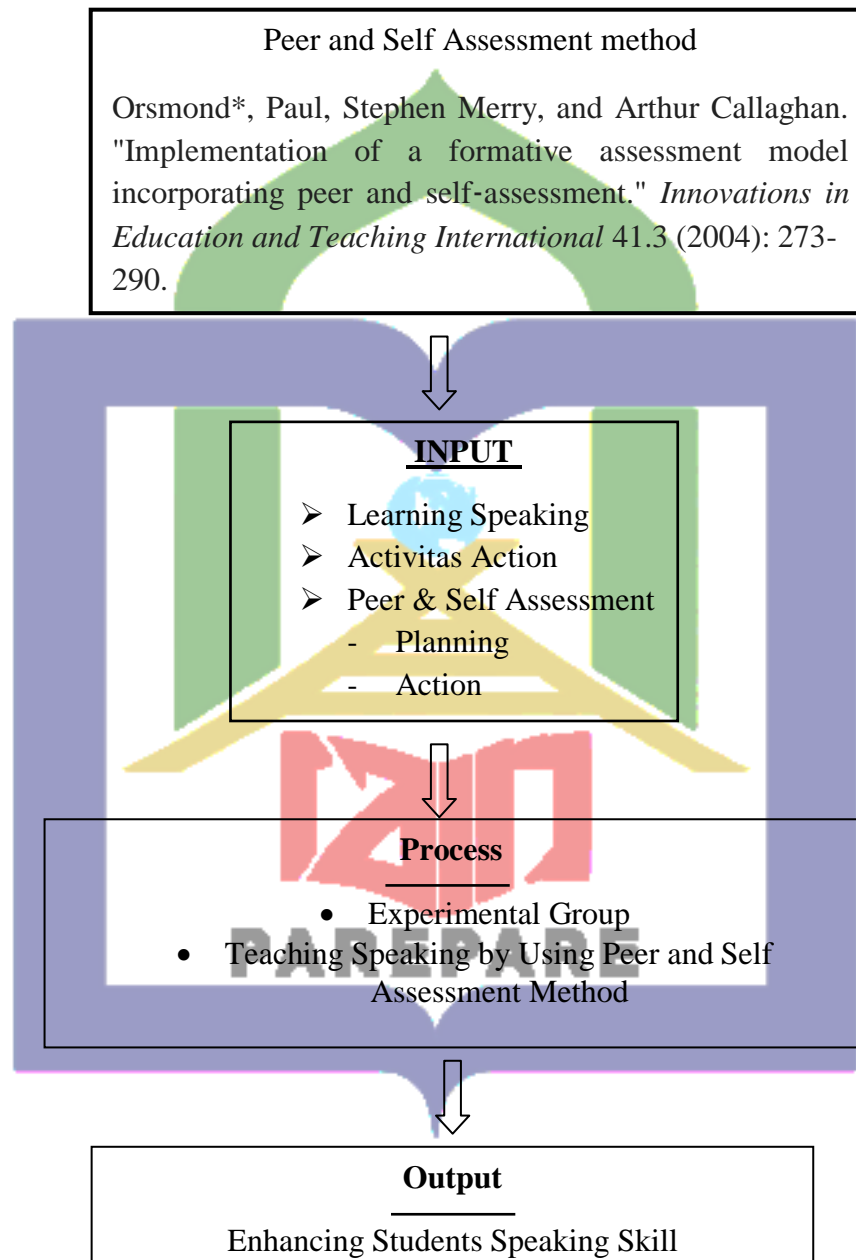 Peer and Self Assessment method
Orsmond*, Paul, Stephen Merry, and Arthur Callaghan.
"Implementation of a formative assessment model
incorporating peer and self-assessment." Innovations in
Education and Teaching International 41.3 (2004): 273-
290.
INPUT
➢ Learning Speaking
➢ Activitas Action
➢ Peer & Self Assessment
- Planning
- Action
Process
• Experimental Group
• Teaching Speaking by Using Peer and Self
Assessment Method
PAREPARE
Output
Enhancing Students Speaking Skill